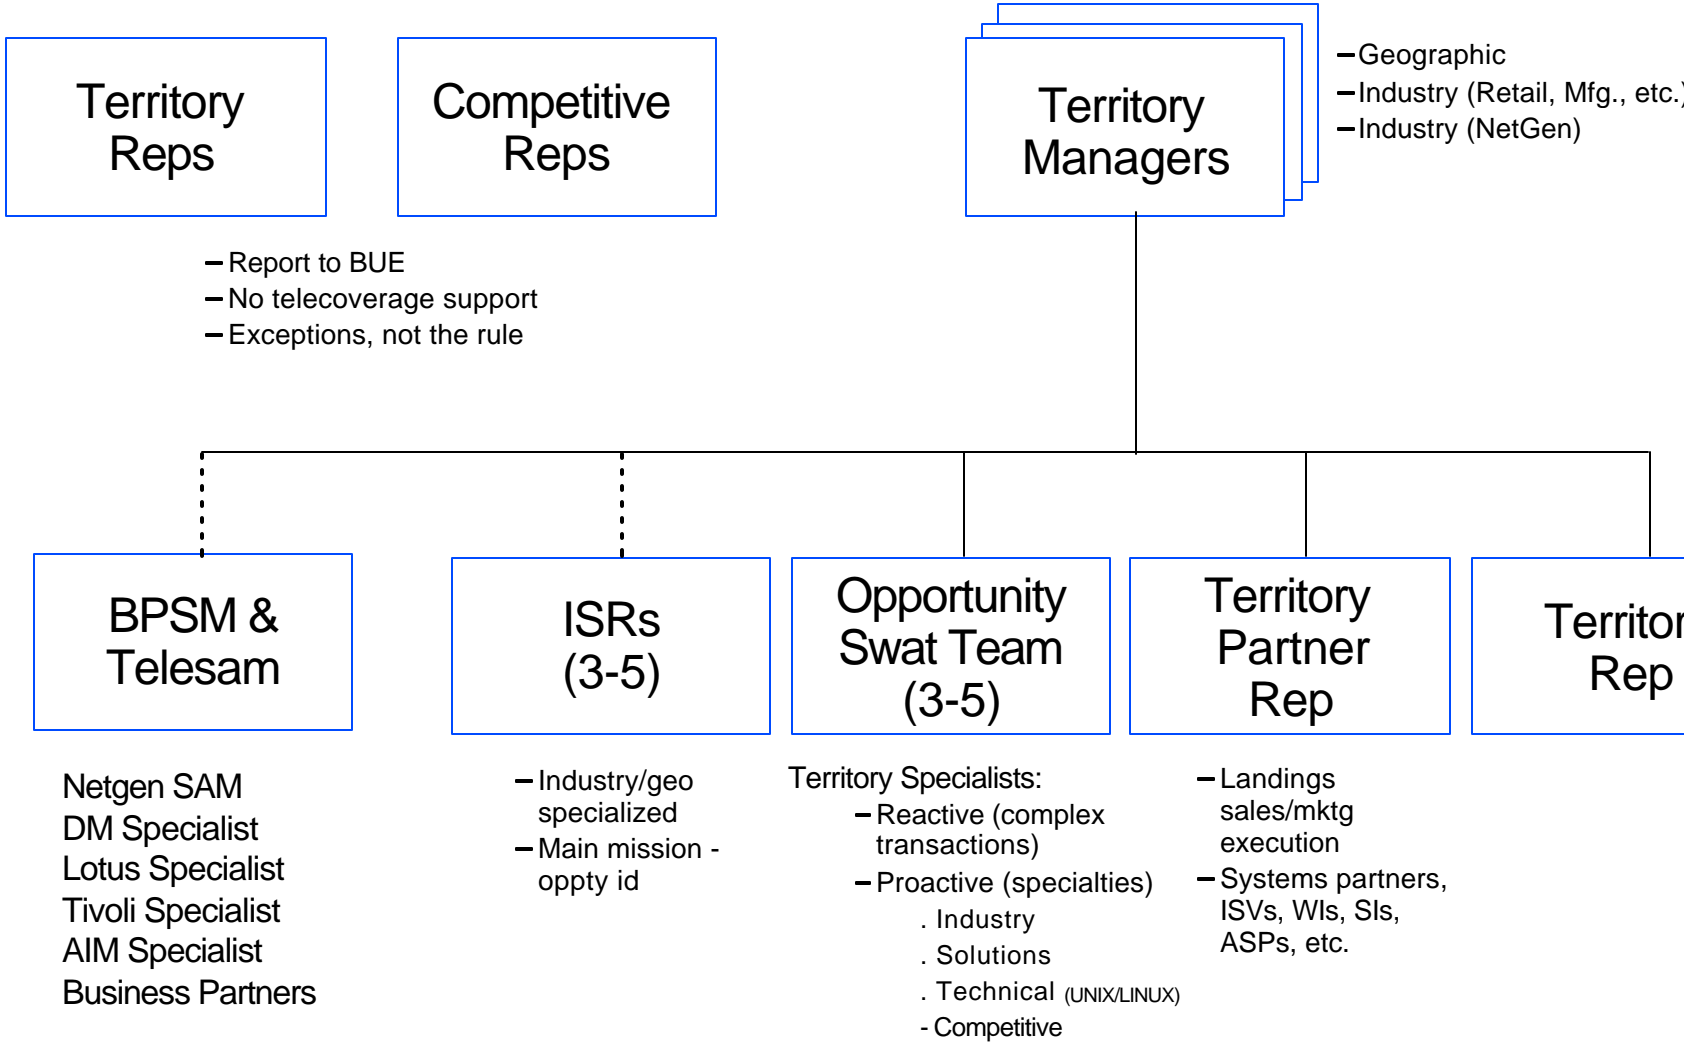 Territory
Reps
Competitive
Reps
Territory
Managers
– Geographic
– Industry (Retail, Mfg., etc.)
– Industry (NetGen)
– Report to BUE
– No telecoverage support
– Exceptions, not the rule
BPSM &
Telesam
ISRs
(3-5)
Opportunity
Swat Team
(3-5)
Territory
Partner
Rep
Rep
Netgen SAM
DM Specialist
Lotus Specialist
Tivoli Specialist
AIM Specialist
Business Partners
– Industry/geo
specialized
– Main mission -
oppty id
Territory Specialists:
– Reactive (complex
transactions)
– Proactive (specialties)
. Industry
. Solutions
. Technical (UNIX/LINUX)
- Competitive
– Landings
sales/mktg
execution
– Systems partners,
ISVs, WIs, SIs,
ASPs, etc.